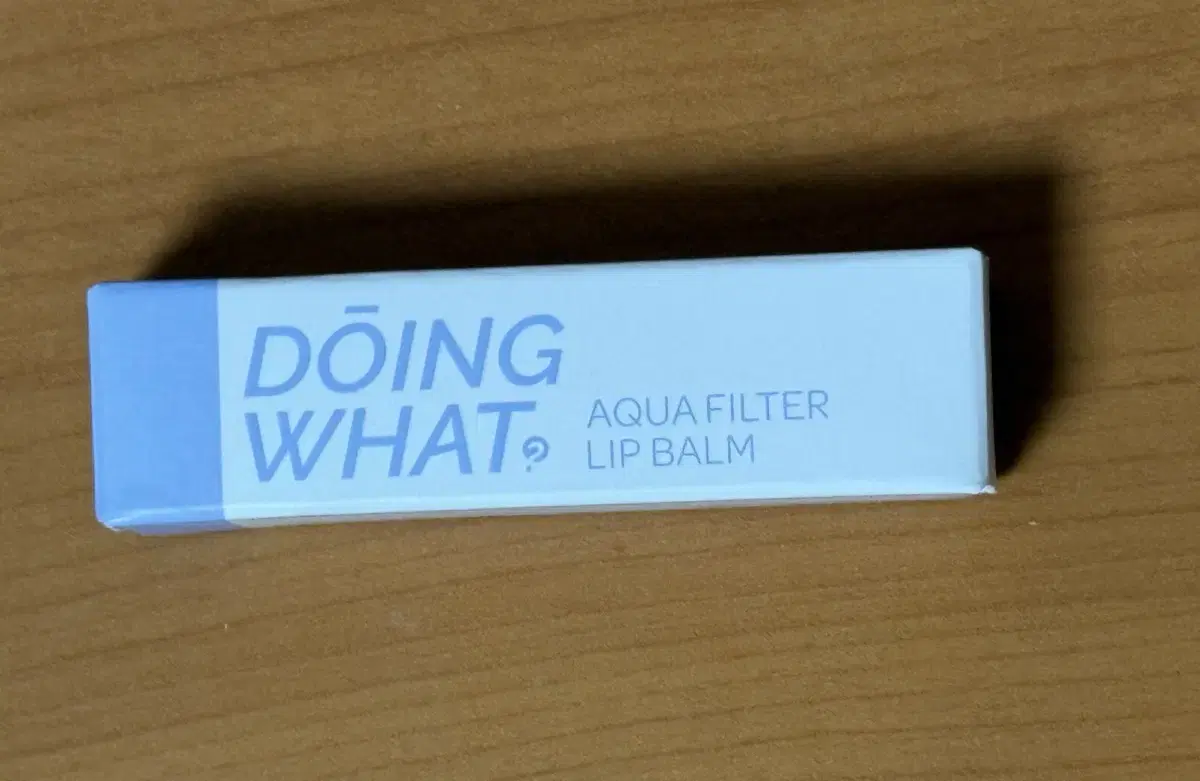 DŌING
WHAT?
AQUA FILTER
LIP BALM